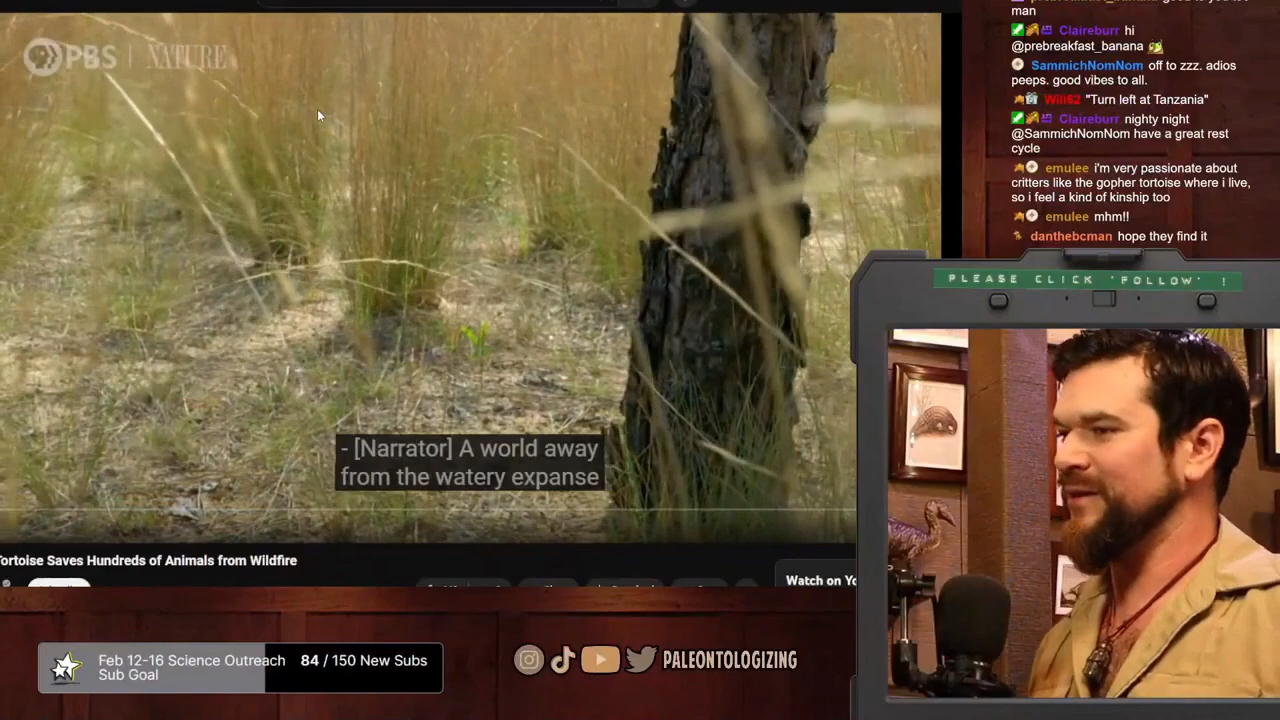 PBS | NATURE
- [Narrator] A world away
from the watery expanse
Tortoise Saves Hundreds of Animals from Wildfire
Watch on Yo
man
Claireburr hi
@prebreakfast_banana
SammichNomNom off to zzz. adios
peeps. good vibes to all.
Will62 "Turn left at Tanzania"
Claireburr nighty night
@SammichNomNom have a great rest
cycle
emulee i'm very passionate about
critters like the gopher tortoise where i live,
so i feel a kind of kinship too
emulee mhm!!
danthebcman hope they find it
PLEASE CLICK "FOLLOW" !
Feb 12-16 Science Outreach 84 / 150 New Subs
Sub Goal
PALEONTOLOGIZING